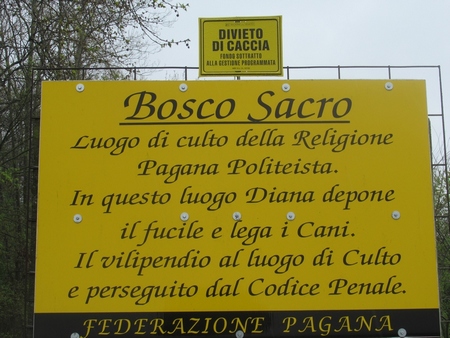 DIVIETO
DI CACCIA
FONDO SOTTRATTO
ALLA GESTIONE PROGRAMMATA
Bosco Sacro
Luogo di culto della Religione
Pagana Politeista.
In questo luogo Diana depone
il fucile e lega i Cani.
Il vilipendio al luogo di Culto
e perseguito dal Codice Penale.
FEDERAZIONE PAGANA